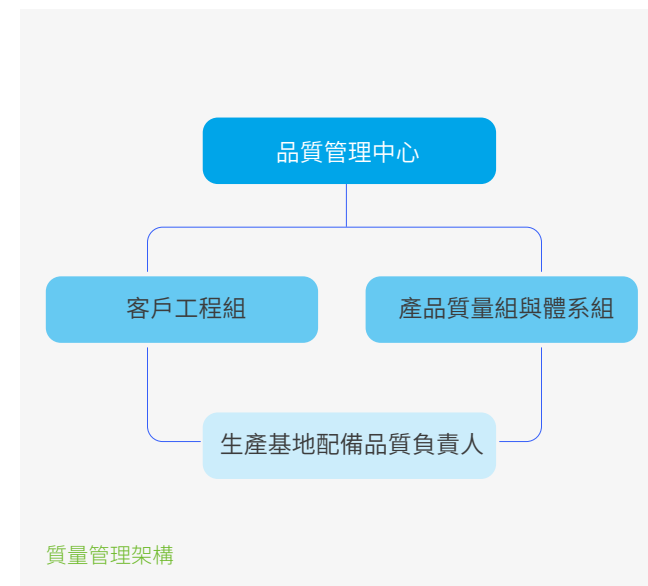 品質管理中心
客戶工程組
產品質量組與體系組
生產基地配備品質負責人
質量管理架構